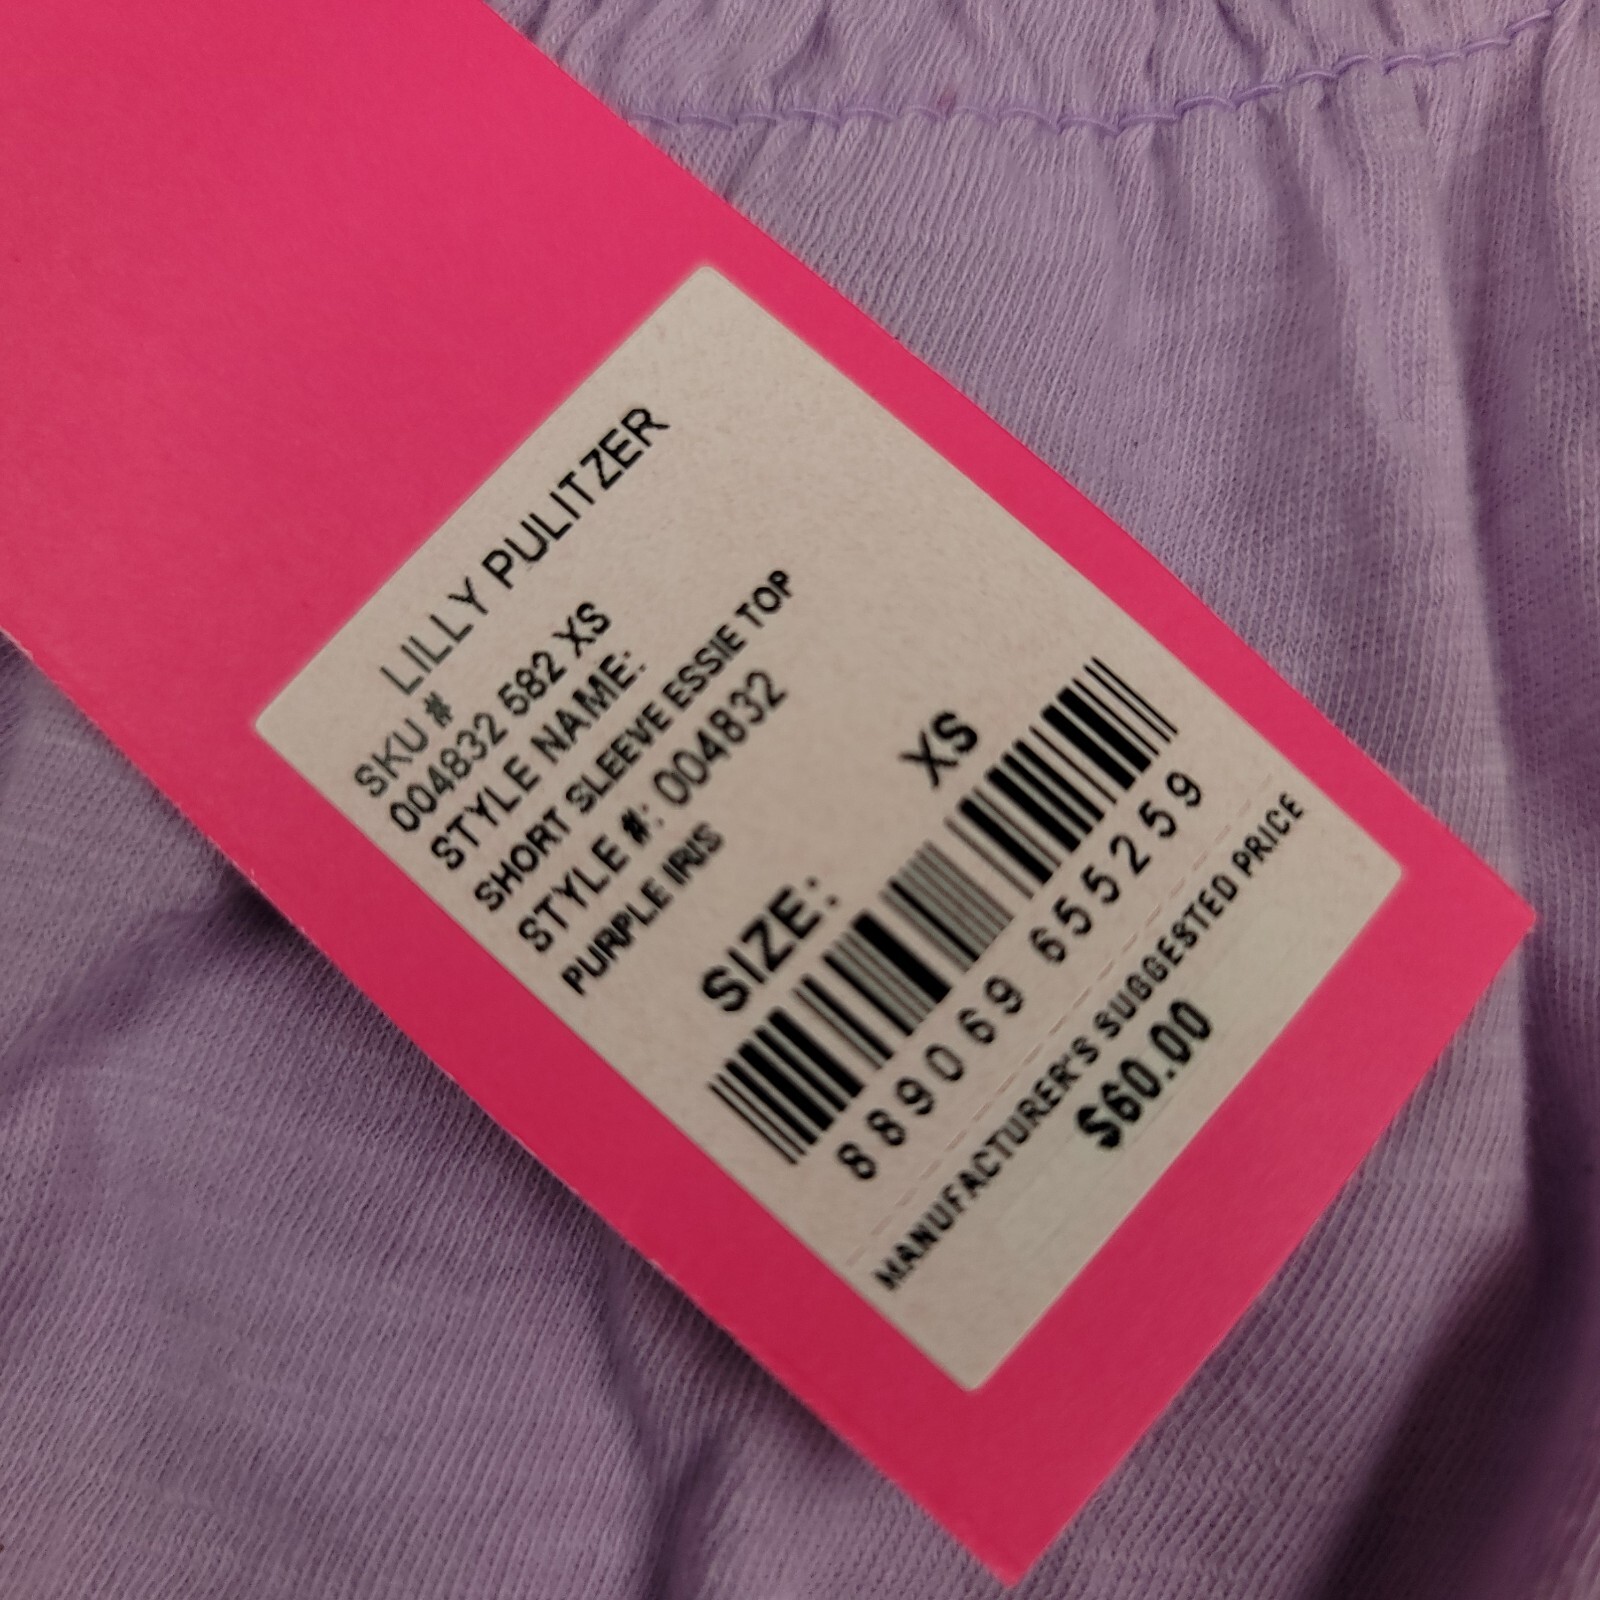 LILLY PULITZER
SKU #
004832 582 XS
STYLE NAME:
SHORT SLEEVE ESSIE TOP
STYLE #: 004832
PURPLE IRIS
SIZE: XS
889069 655259
MANUFACTURER'S SUGGESTED PRICE
$60.00